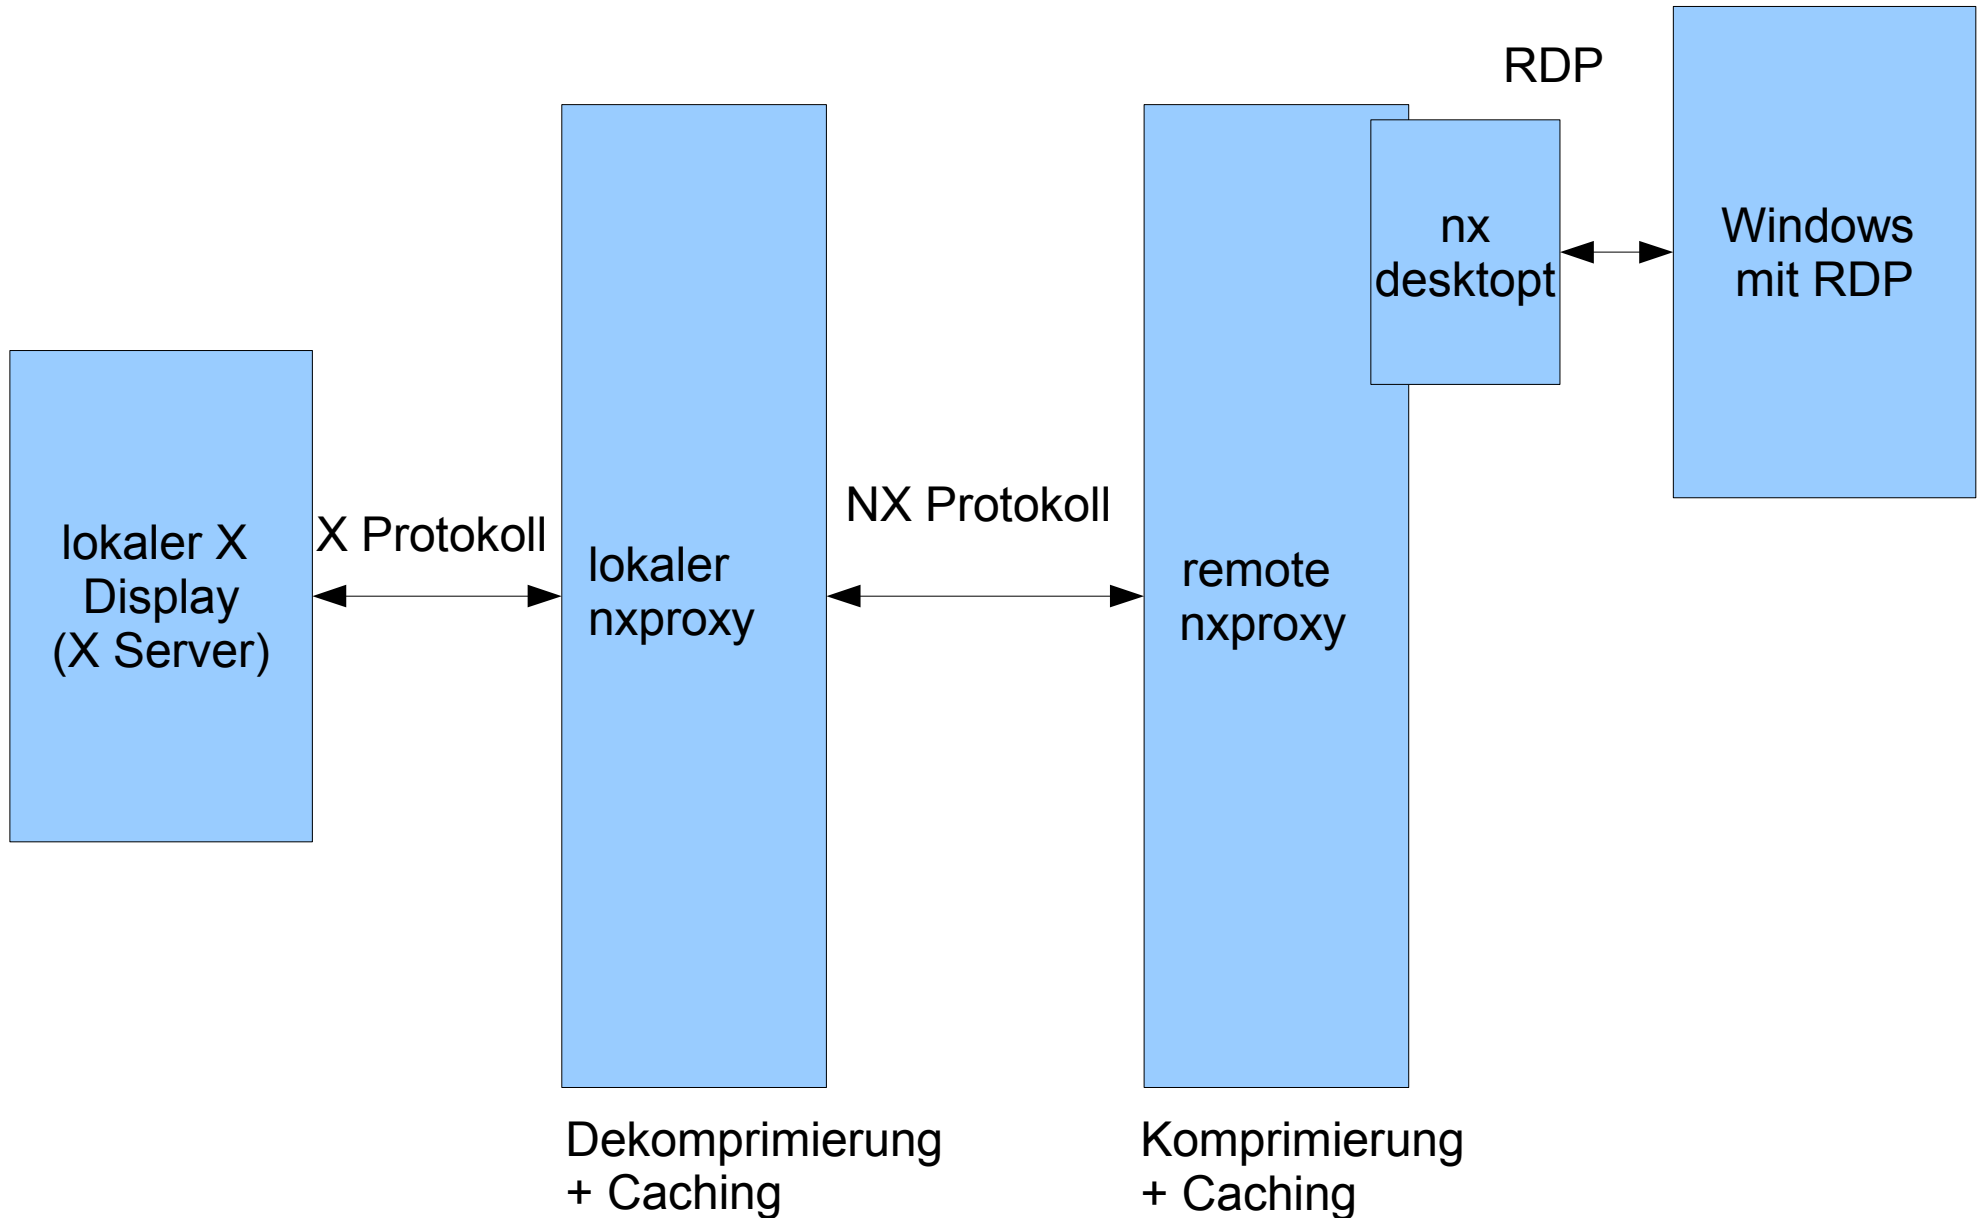 RDP
nx
desktopt
Windows
mit RDP
lokaler X
Display
(X Server)
X Protokoll
lokaler
nxproxy
NX Protokoll
remote
nxproxy
Dekomprimierung
+ Caching
Komprimierung
+ Caching